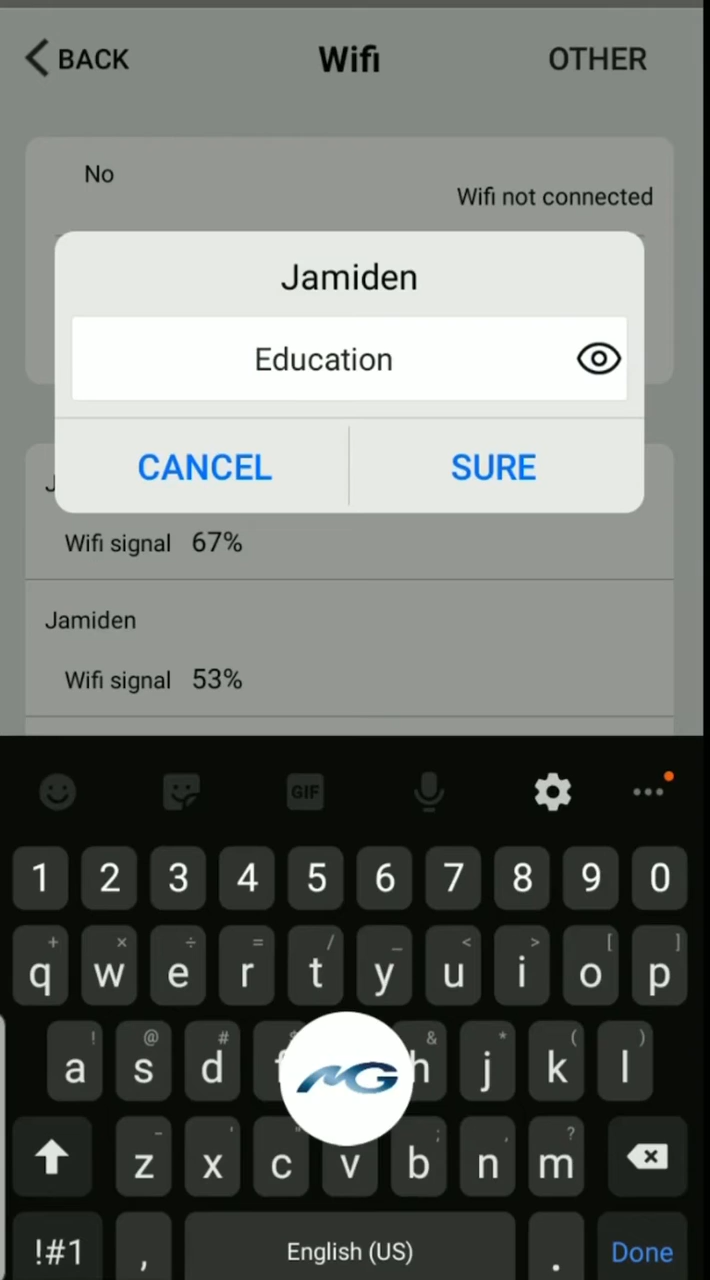 BACK Wifi OTHER
No
Wifi not connected
Jamiden
Education
CANCEL SURE
J
Wifi signal 67%
Jamiden
Wifi signal 53%
GIF
1 2 3 4 5 6 7 8 9 0
+ × ÷ = / _ < > [ ]
q w e r t y u i o p
! @ # & * ( )
a s d f h j k l
MG
- ' " ; , ?
z x c v b n m
!#1 , English (US) . Done